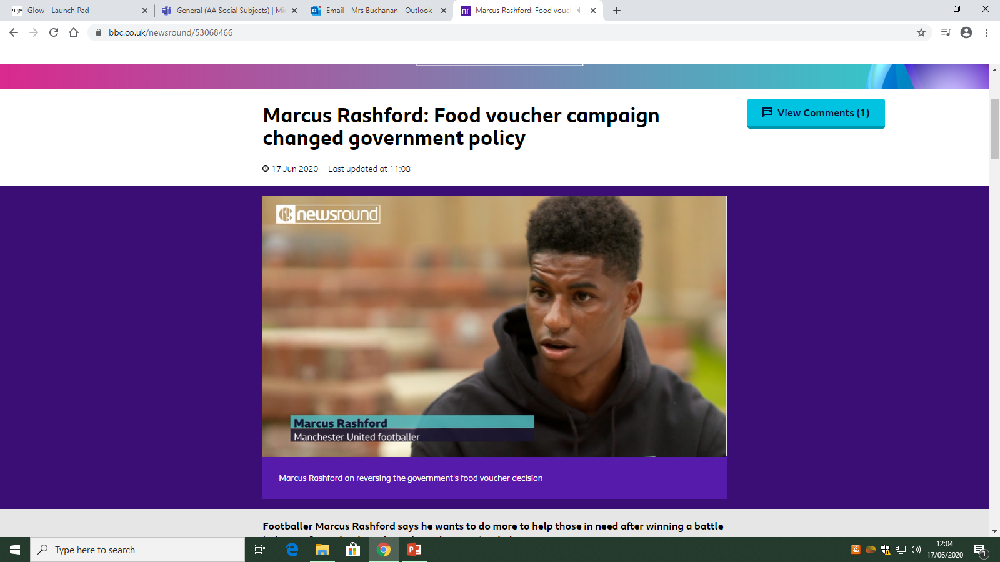 Glow - Launch Pad
General (AA Social Subjects) | Mic
Email - Mrs Buchanan - Outlook
Marcus Rashford: Food vouc
bbc.co.uk/newsround/53068466
Marcus Rashford: Food voucher campaign
changed government policy
View Comments (1)
17 Jun 2020 Last updated at 11:08
newsround
Marcus Rashford
Manchester United footballer
Marcus Rashford on reversing the government's food voucher decision
Footballer Marcus Rashford says he wants to do more to help those in need after winning a battle
Type here to search
12:04
17/06/2020
1